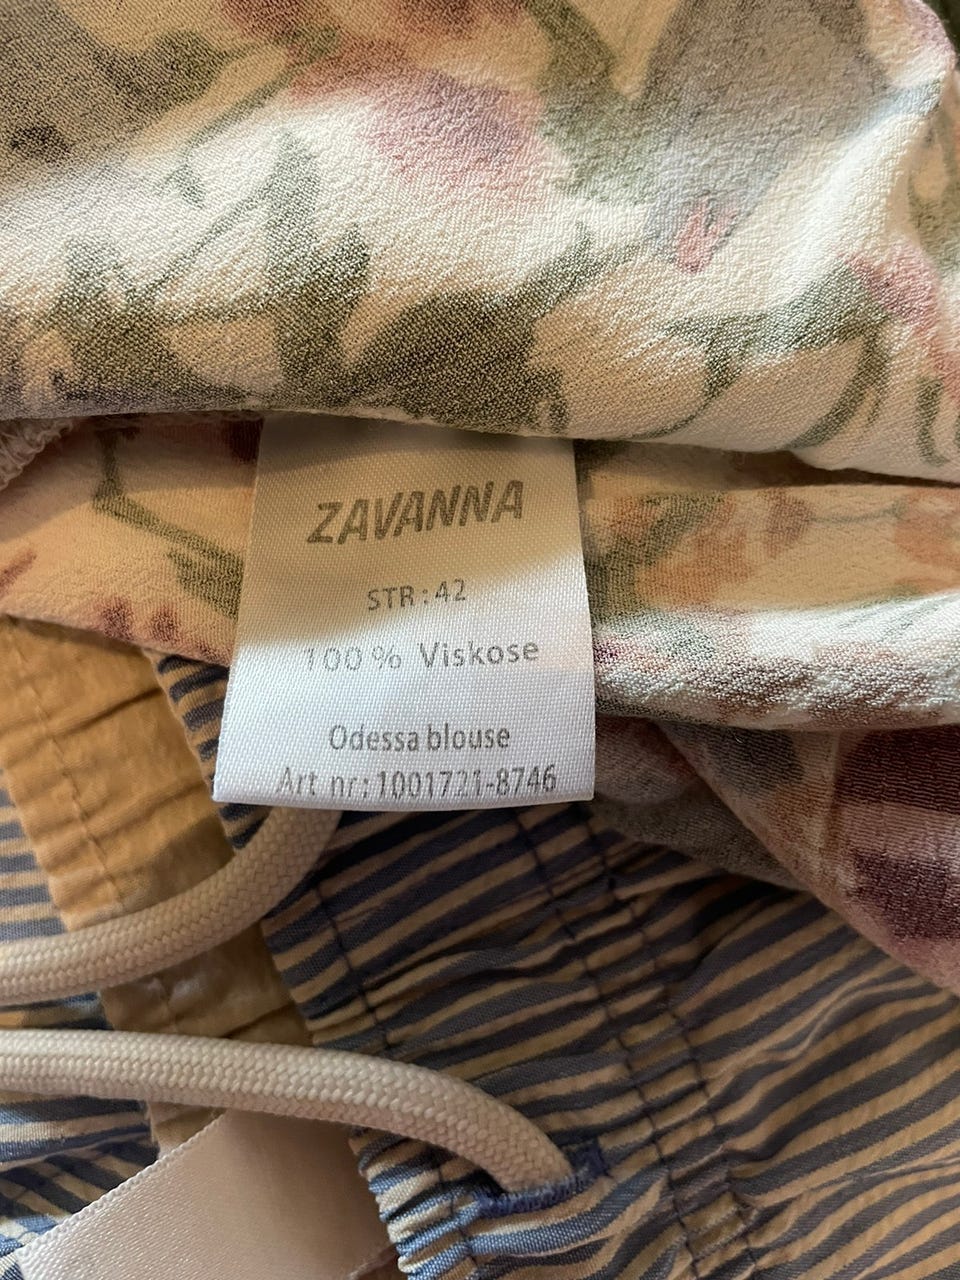 ZAVANNA
STR: 42
100% Viskose
Odessa blouse
Art nr: 1001721-8746